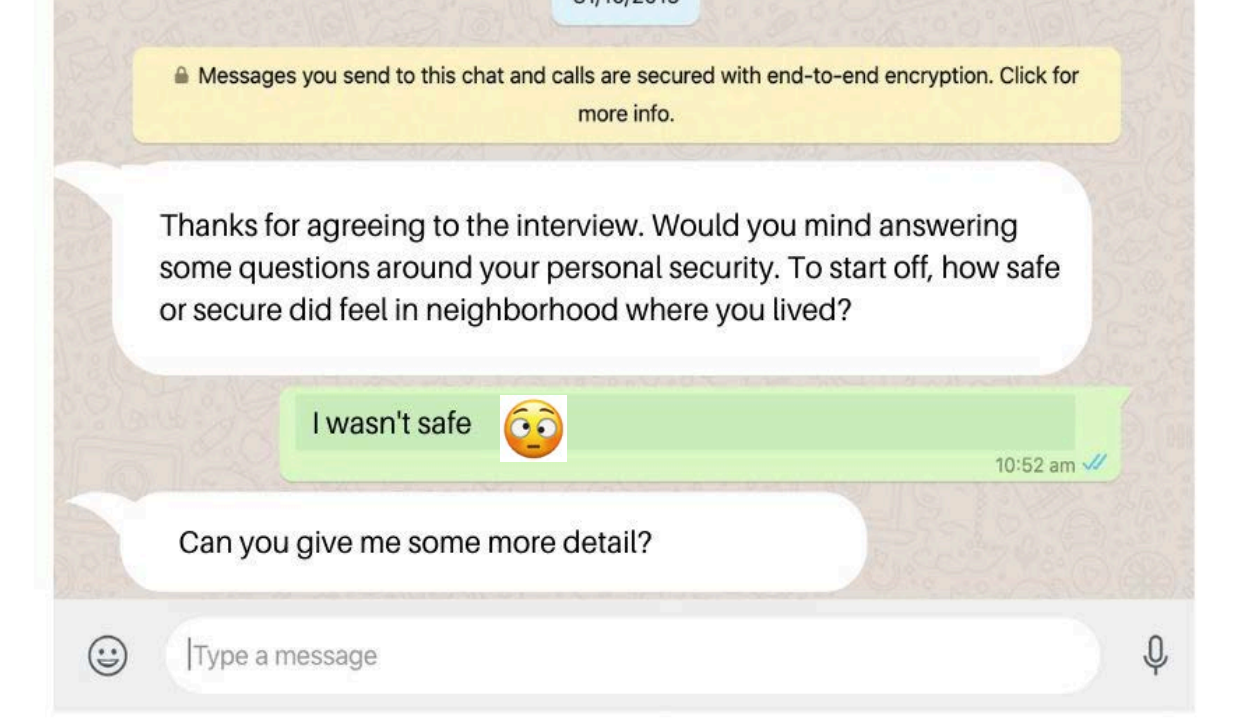 Messages you send to this chat and calls are secured with end-to-end encryption. Click for
more info.
Thanks for agreeing to the interview. Would you mind answering
some questions around your personal security. To start off, how safe
or secure did feel in neighborhood where you lived?
I wasn't safe
10:52 am
Can you give me some more detail?
Type a message